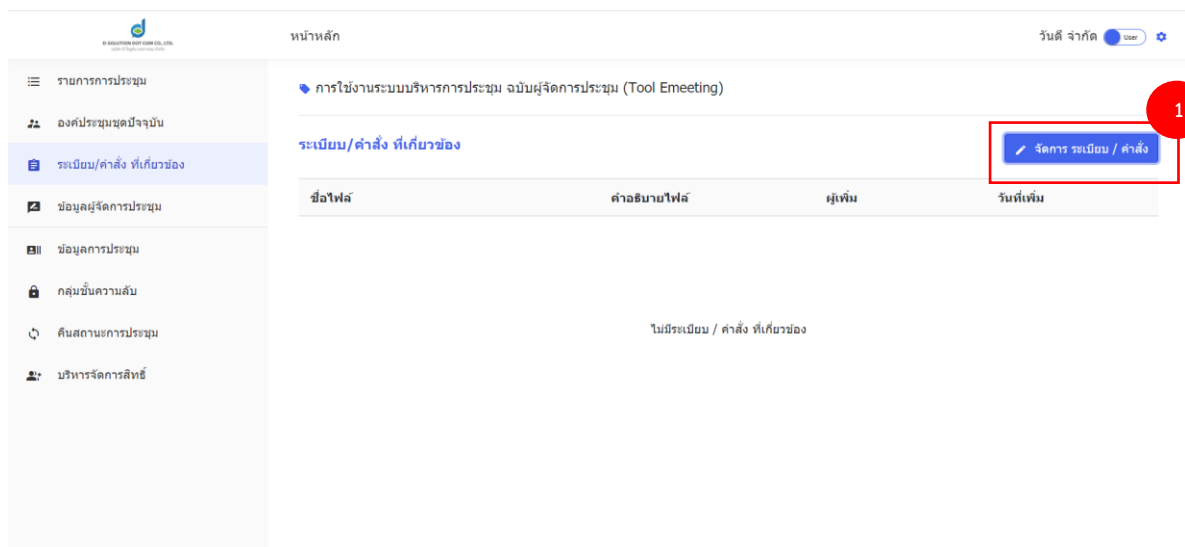 D-SOLUTION DOT COM CO., LTD.
หน้าหลัก
วันดี จำกัด User
รายการการประชุม
องค์ประชุมชุดปัจจุบัน
ระเบียบ/คำสั่ง ที่เกี่ยวข้อง
ข้อมูลผู้จัดการประชุม
ข้อมูลการประชุม
กลุ่มชั้นความลับ
คืนสถานะการประชุม
บริหารจัดการสิทธิ์
การใช้งานระบบบริหารการประชุม ฉบับผู้จัดการประชุม (Tool Emeeting)
1
ระเบียบ/คำสั่ง ที่เกี่ยวข้อง
จัดการ ระเบียบ / คำสั่ง
ชื่อไฟล์ คำอธิบายไฟล์ ผู้เพิ่ม วันที่เพิ่ม
ไม่มีระเบียบ / คำสั่ง ที่เกี่ยวข้อง